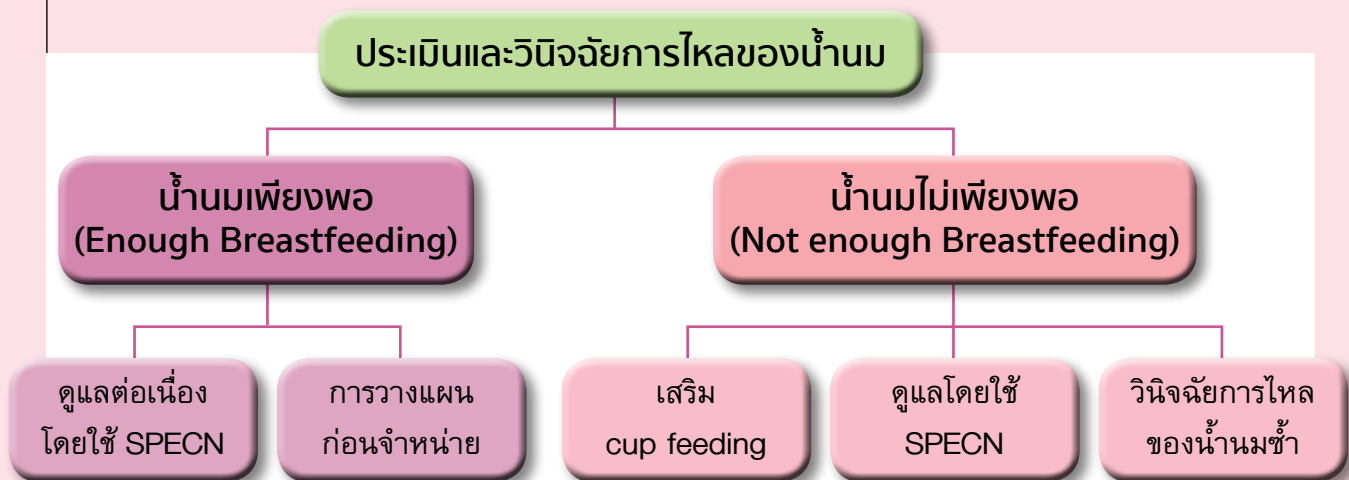 ประเมินและวินิจฉัยการไหลของน้ำนม
น้ำนมเพียงพอ
(Enough Breastfeeding)
น้ำนมไม่เพียงพอ
(Not enough Breastfeeding)
ดูแลต่อเนื่อง
โดยใช้ SPECN
การวางแผน
ก่อนจำหน่าย
เสริม
cup feeding
ดูแลโดยใช้
SPECN
วินิจฉัยการไหล
ของน้ำนมซ้ำ